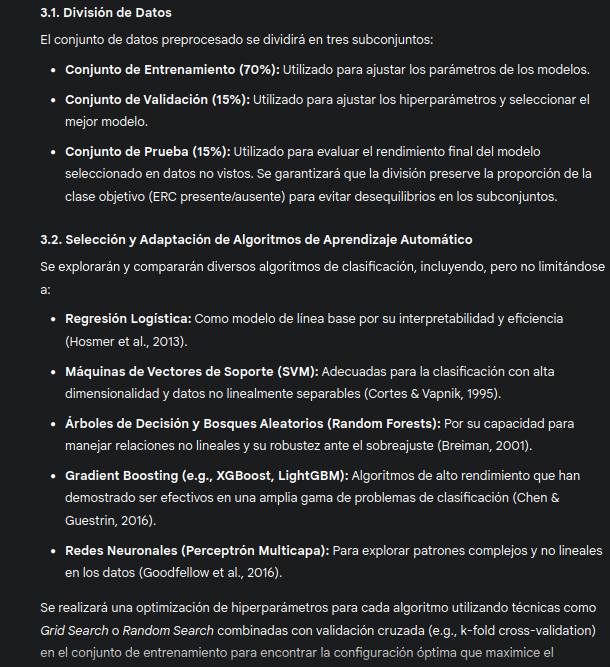 3.1. División de Datos
El conjunto de datos preprocesado se dividirá en tres subconjuntos:
• Conjunto de Entrenamiento (70%): Utilizado para ajustar los parámetros de los modelos.
• Conjunto de Validación (15%): Utilizado para ajustar los hiperparámetros y seleccionar el
mejor modelo.
• Conjunto de Prueba (15%): Utilizado para evaluar el rendimiento final del modelo
seleccionado en datos no vistos. Se garantizará que la división preserve la proporción de la
clase objetivo (ERC presente/ausente) para evitar desequilibrios en los subconjuntos.
3.2. Selección y Adaptación de Algoritmos de Aprendizaje Automático
Se explorarán y compararán diversos algoritmos de clasificación, incluyendo, pero no limitándose
a:
• Regresión Logística: Como modelo de línea base por su interpretabilidad y eficiencia
(Hosmer et al., 2013).
• Máquinas de Vectores de Soporte (SVM): Adecuadas para la clasificación con alta
dimensionalidad y datos no linealmente separables (Cortes & Vapnik, 1995).
• Árboles de Decisión y Bosques Aleatorios (Random Forests): Por su capacidad para
manejar relaciones no lineales y su robustez ante el sobreajuste (Breiman, 2001).
• Gradient Boosting (e.g., XGBoost, LightGBM): Algoritmos de alto rendimiento que han
demostrado ser efectivos en una amplia gama de problemas de clasificación (Chen &
Guestrin, 2016).
• Redes Neuronales (Perceptrón Multicapa): Para explorar patrones complejos y no lineales
en los datos (Goodfellow et al., 2016).
Se realizará una optimización de hiperparámetros para cada algoritmo utilizando técnicas como
Grid Search o Random Search combinadas con validación cruzada (e.g., k-fold cross-validation)
en el conjunto de entrenamiento para encontrar la configuración óptima que maximice el